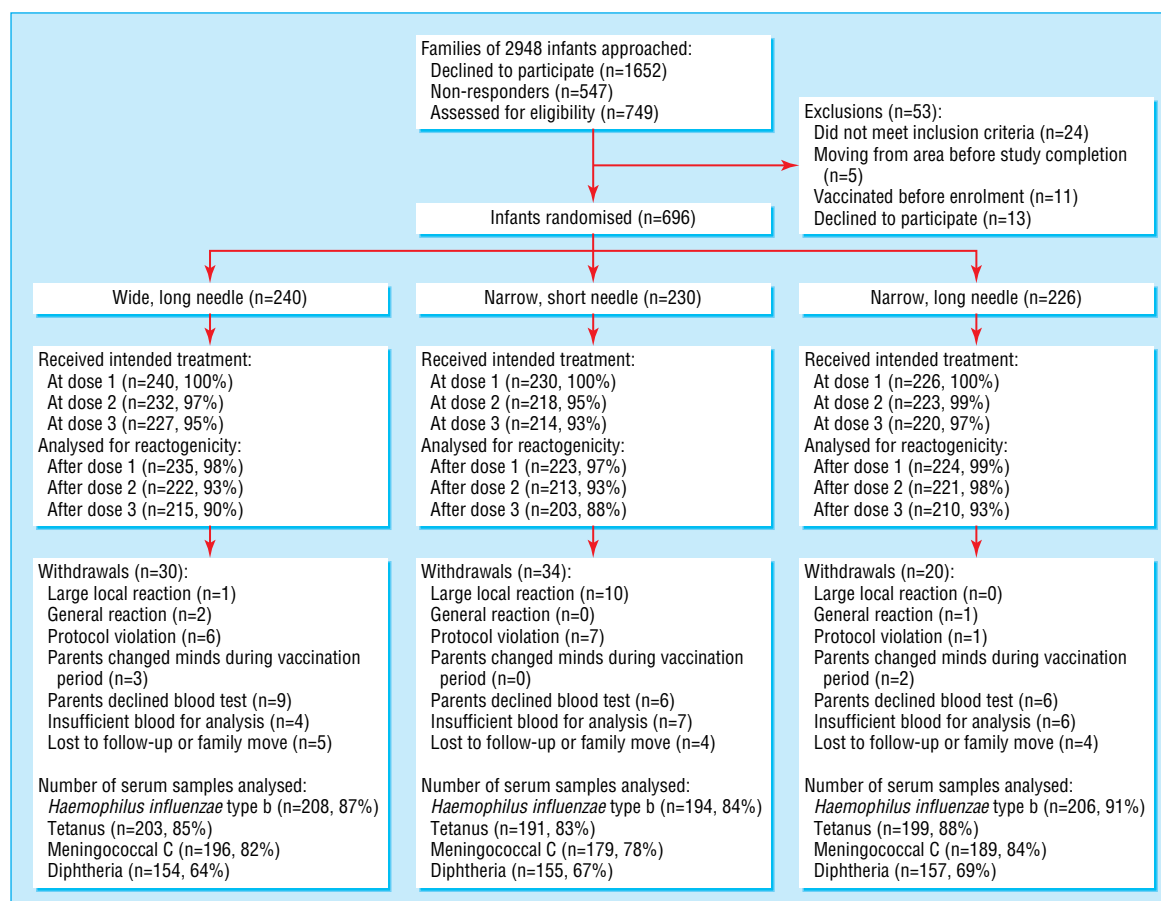 Families of 2948 infants approached:
Declined to participate (n=1652)
Non-responders (n=547)
Assessed for eligibility (n=749)
Exclusions (n=53):
Did not meet inclusion criteria (n=24)
Moving from area before study completion
(n=5)
Vaccinated before enrolment (n=11)
Declined to participate (n=13)
Infants randomised (n=696)
Wide, long needle (n=240)
Narrow, short needle (n=230)
Narrow, long needle (n=226)
Received intended treatment:
At dose 1 (n=240, 100%)
At dose 2 (n=232, 97%)
At dose 3 (n=227, 95%)
Analysed for reactogenicity:
After dose 1 (n=235, 98%)
After dose 2 (n=222, 93%)
After dose 3 (n=215, 90%)
Received intended treatment:
At dose 1 (n=230, 100%)
At dose 2 (n=218, 95%)
At dose 3 (n=214, 93%)
Analysed for reactogenicity:
After dose 1 (n=223, 97%)
After dose 2 (n=213, 93%)
After dose 3 (n=203, 88%)
Received intended treatment:
At dose 1 (n=226, 100%)
At dose 2 (n=223, 99%)
At dose 3 (n=220, 97%)
Analysed for reactogenicity:
After dose 1 (n=224, 99%)
After dose 2 (n=221, 98%)
After dose 3 (n=210, 93%)
Withdrawals (n=30):
Large local reaction (n=1)
General reaction (n=2)
Protocol violation (n=6)
Parents changed minds during vaccination
period (n=3)
Parents declined blood test (n=9)
Insufficient blood for analysis (n=4)
Lost to follow-up or family move (n=5)
Number of serum samples analysed:
Haemophilus influenzae type b (n=208, 87%)
Tetanus (n=203, 85%)
Meningococcal C (n=196, 82%)
Diphtheria (n=154, 64%)
Withdrawals (n=34):
Large local reaction (n=10)
General reaction (n=0)
Protocol violation (n=7)
Parents changed minds during vaccination
period (n=0)
Parents declined blood test (n=6)
Insufficient blood for analysis (n=7)
Lost to follow-up or family move (n=4)
Number of serum samples analysed:
Haemophilus influenzae type b (n=194, 84%)
Tetanus (n=191, 83%)
Meningococcal C (n=179, 78%)
Diphtheria (n=155, 67%)
Withdrawals (n=20):
Large local reaction (n=0)
General reaction (n=1)
Protocol violation (n=1)
Parents changed minds during vaccination
period (n=2)
Parents declined blood test (n=6)
Insufficient blood for analysis (n=6)
Lost to follow-up or family move (n=4)
Number of serum samples analysed:
Haemophilus influenzae type b (n=206, 91%)
Tetanus (n=199, 88%)
Meningococcal C (n=189, 84%)
Diphtheria (n=157, 69%)